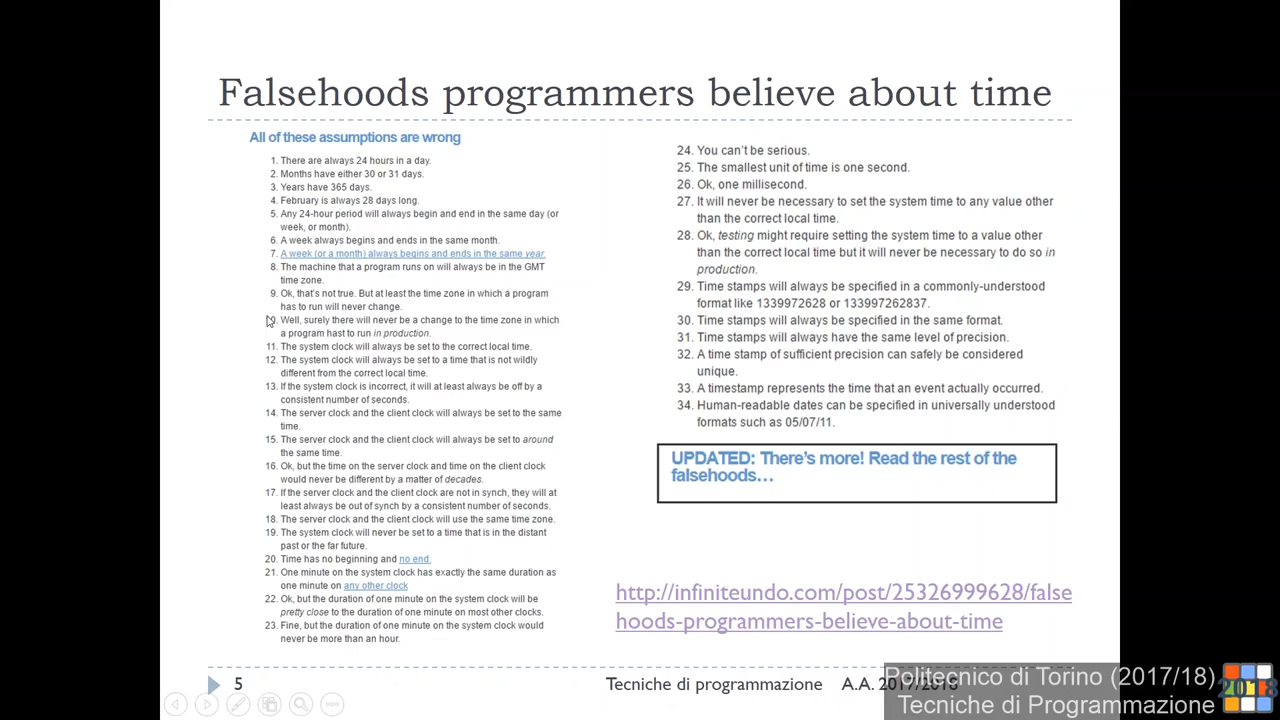 Falsehoods programmers believe about time
All of these assumptions are wrong
1. There are always 24 hours in a day.
2. Months have either 30 or 31 days.
3. Years have 365 days.
4. February is always 28 days long.
5. Any 24-hour period will always begin and end in the same day (or
week, or month).
6. A week always begins and ends in the same month.
7. A week (or a month) always begins and ends in the same year.
8. The machine that a program runs on will always be in the GMT
time zone.
9. Ok, that's not true. But at least the time zone in which a program
has to run will never change.
10. Well, surely there will never be a change to the time zone in which
a program hast to run in production.
11. The system clock will always be set to the correct local time.
12. The system clock will always be set to a time that is not wildly
different from the correct local time.
13. If the system clock is incorrect, it will at least always be off by a
consistent number of seconds.
14. The server clock and the client clock will always be set to the same
time.
15. The server clock and the client clock will always be set to around
the same time.
16. Ok, but the time on the server clock and time on the client clock
would never be different by a matter of decades.
17. If the server clock and the client clock are not in synch, they will at
least always be out of synch by a consistent number of seconds.
18. The server clock and the client clock will use the same time zone.
19. The system clock will never be set to a time that is in the distant
past or the far future.
20. Time has no beginning and no end.
21. One minute on the system clock has exactly the same duration as
one minute on any other clock
22. Ok, but the duration of one minute on the system clock will be
pretty close to the duration of one minute on most other clocks.
23. Fine, but the duration of one minute on the system clock would
never be more than an hour.
24. You can't be serious.
25. The smallest unit of time is one second.
26. Ok, one millisecond.
27. It will never be necessary to set the system time to any value other
than the correct local time.
28. Ok, testing might require setting the system time to a value other
than the correct local time but it will never be necessary to do so in
production.
29. Time stamps will always be specified in a commonly-understood
format like 1339972628 or 133997262837.
30. Time stamps will always be specified in the same format.
31. Time stamps will always have the same level of precision.
32. A time stamp of sufficient precision can safely be considered
unique.
33. A timestamp represents the time that an event actually occurred.
34. Human-readable dates can be specified in universally understood
formats such as 05/07/11.
UPDATED: There's more! Read the rest of the
falsehoods…
http://infiniteundo.com/post/25326999628/false
hoods-programmers-believe-about-time
5
Tecniche di programmazione A.A. 2017/2018
Politecnico di Torino (2017/18)
Tecniche di Programmazione
2018